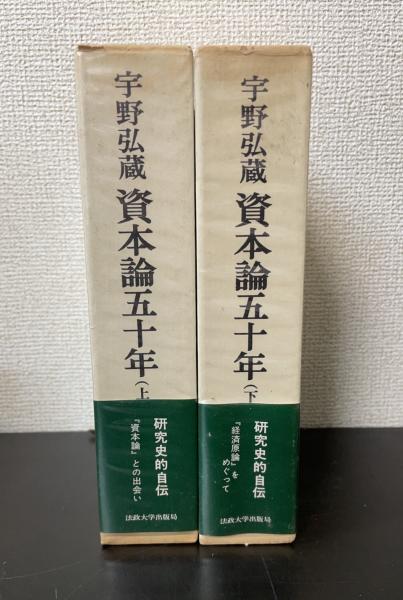 宇野弘蔵 資本論五十年(上
研究史的自伝
『資本論』との出会い
法政大学出版局
宇野弘蔵 資本論五十年(下
研究史的自伝
『経済原論』を
めぐって
法政大学出版局